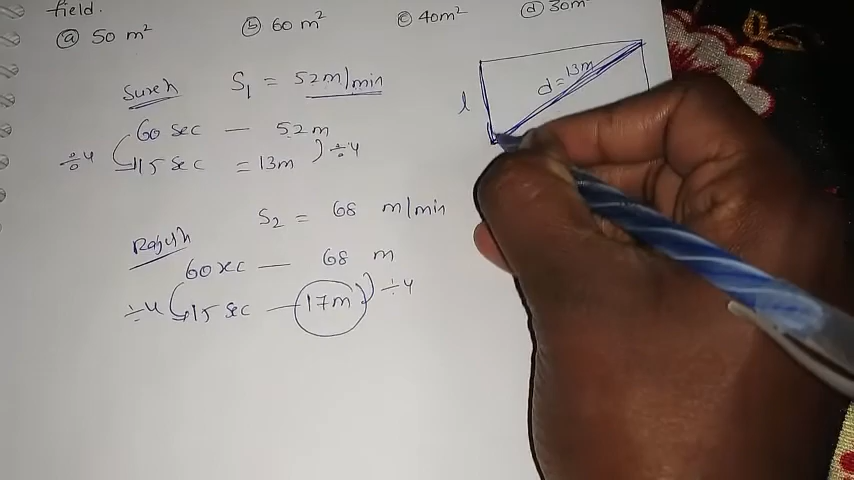 field.
ⓐ 50 m² ⓑ 60 m² ⓒ 40m² ⓓ 30m²
Suresh S₁ = 52m/min
60 sec — 52m
÷4 15 sec = 13m ÷4
l d=13m
S₂ = 68 m/min
Rajesh
60 sec — 68 m
÷4 15 sec — 17m ÷4